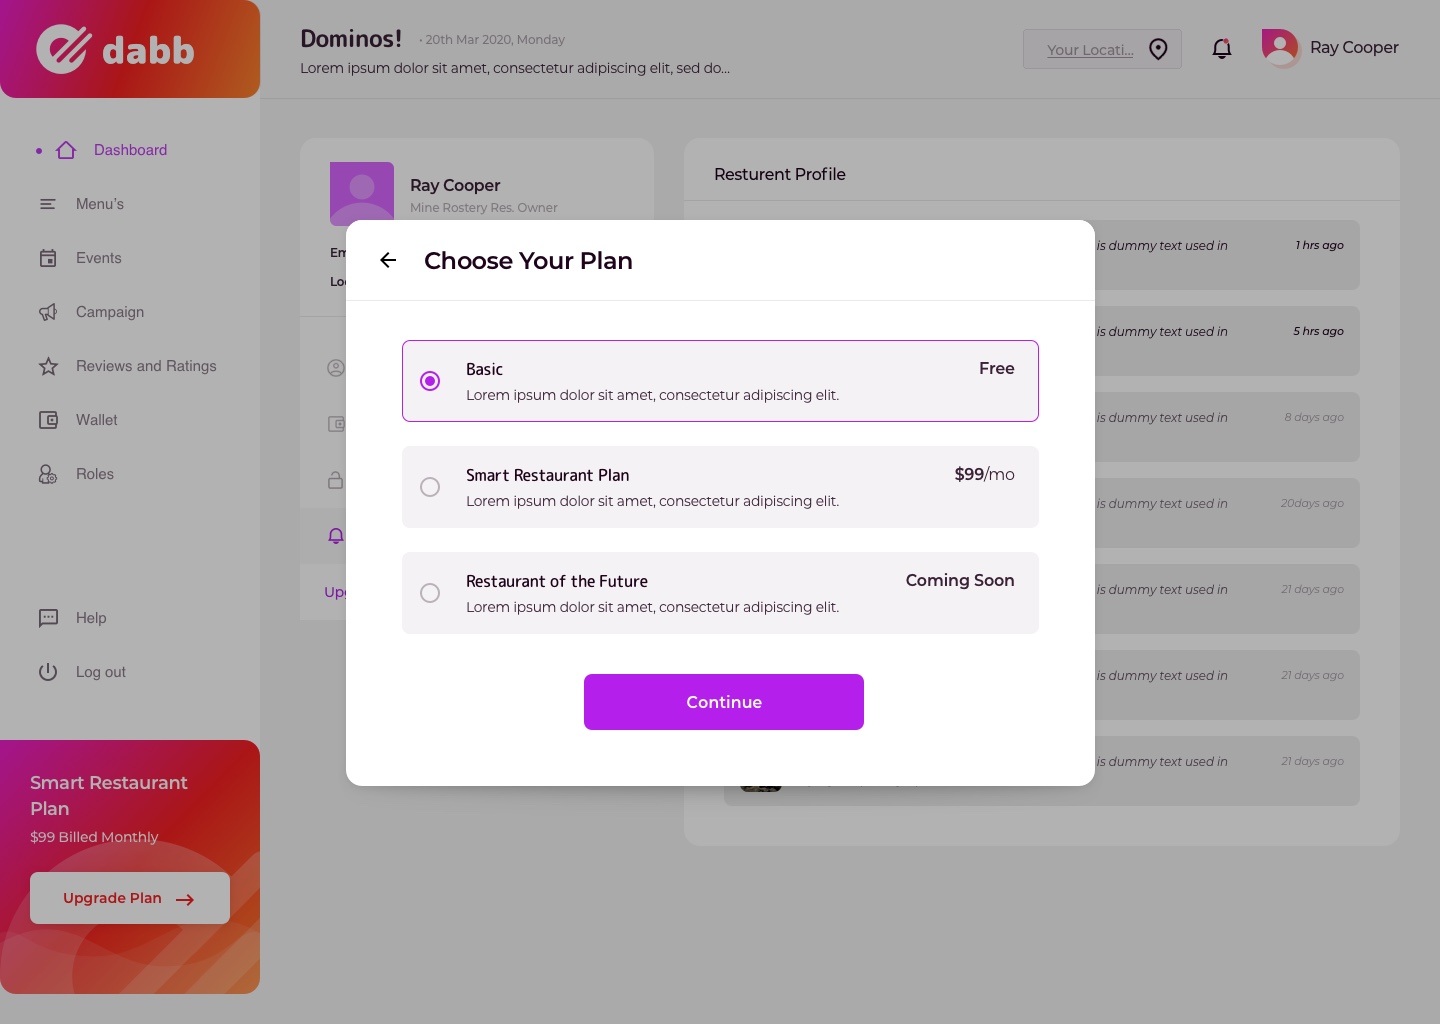 dabb
Dominos!
• 20th Mar 2020, Monday
Lorem ipsum dolor sit amet, consectetur adipiscing elit, sed do...
Your Locati...
Ray Cooper
Dashboard
Menu's
Events
Campaign
Reviews and Ratings
Wallet
Roles
Help
Log out
Smart Restaurant
Plan
$99 Billed Monthly
Upgrade Plan
Ray Cooper
Mine Rostery Res. Owner
Resturent Profile
is dummy text used in
1 hrs ago
is dummy text used in
5 hrs ago
is dummy text used in
8 days ago
is dummy text used in
20days ago
is dummy text used in
21 days ago
is dummy text used in
21 days ago
is dummy text used in
21 days ago
Choose Your Plan
Basic
Free
Lorem ipsum dolor sit amet, consectetur adipiscing elit.
Smart Restaurant Plan
$99/mo
Lorem ipsum dolor sit amet, consectetur adipiscing elit.
Restaurant of the Future
Coming Soon
Lorem ipsum dolor sit amet, consectetur adipiscing elit.
Continue